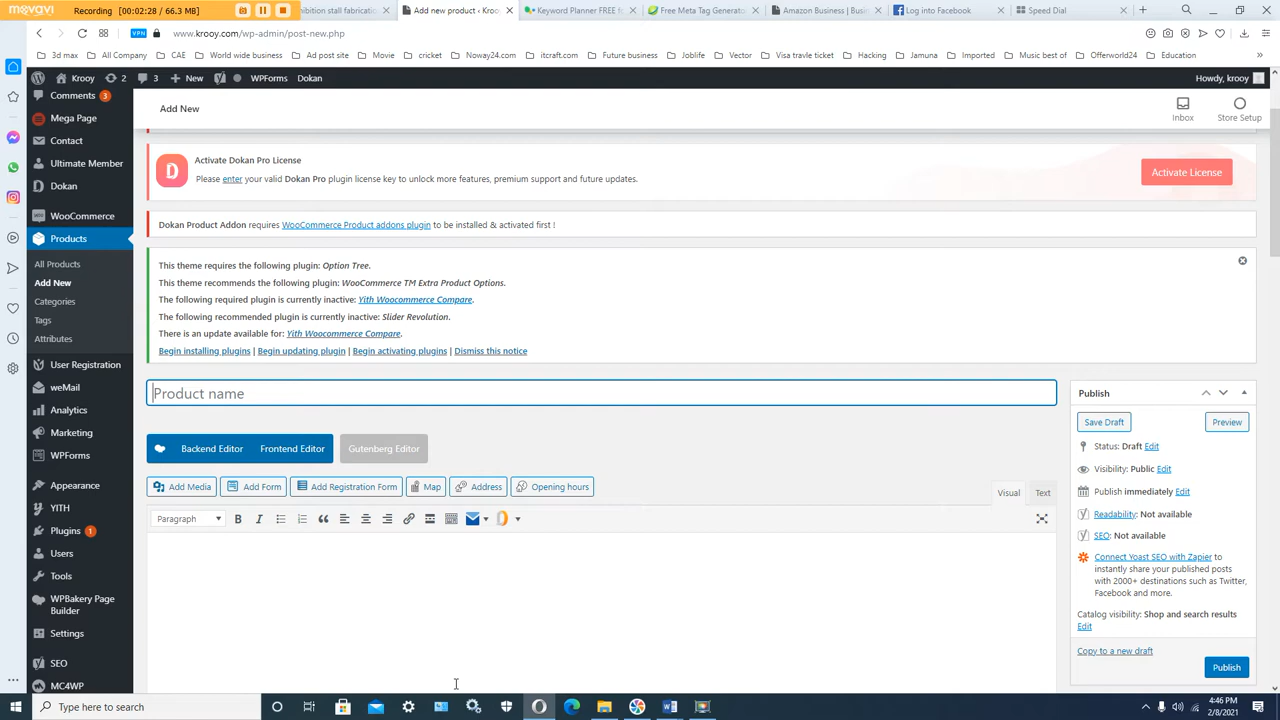 movavi
Recording (00:02:28 / 66.3 MB)
hibition stall fabricatio
Add new product ‹ Krooy
Keyword Planner FREE f
Free Meta Tag Generat
Amazon Business | Busi
Log into Facebook
Speed Dial
VPN www.krooy.com/wp-admin/post-new.php
3d max All Company CAE World wide business Ad post site Movie cricket Noway24.com itcraft.com Future business Joblife Vector Visa travle ticket Hacking Jamuna Imported Music best of Offerworld24 Education
Krooy 2 3 New WPForms Dokan
Howdy, krooy
Comments 3
Mega Page
Contact
Ultimate Member
Dokan
WooCommerce
Products
All Products
Add New
Categories
Tags
Attributes
User Registration
weMail
Analytics
Marketing
WPForms
Appearance
YITH
Plugins 1
Users
Tools
WPBakery Page
Builder
Settings
SEO
MC4WP
Add New
Inbox
Store Setup
D
Activate Dokan Pro License
Please enter your valid Dokan Pro plugin license key to unlock more features, premium support and future updates.
Activate License
Dokan Product Addon requires WooCommerce Product addons plugin to be installed & activated first !
This theme requires the following plugin: Option Tree.
This theme recommends the following plugin: WooCommerce TM Extra Product Options.
The following required plugin is currently inactive: Yith Woocommerce Compare.
The following recommended plugin is currently inactive: Slider Revolution.
There is an update available for: Yith Woocommerce Compare.
Begin installing plugins | Begin updating plugin | Begin activating plugins | Dismiss this notice
Product name
Backend Editor Frontend Editor Gutenberg Editor
Add Media Add Form Add Registration Form Map Address Opening hours
Visual Text
Paragraph B I
Publish
Save Draft Preview
Status: Draft Edit
Visibility: Public Edit
Publish immediately Edit
Readability: Not available
SEO: Not available
Connect Yoast SEO with Zapier to
instantly share your published posts
with 2000+ destinations such as Twitter,
Facebook and more.
Catalog visibility: Shop and search results
Edit
Copy to a new draft
Publish
Type here to search
4:46 PM
2/8/2021